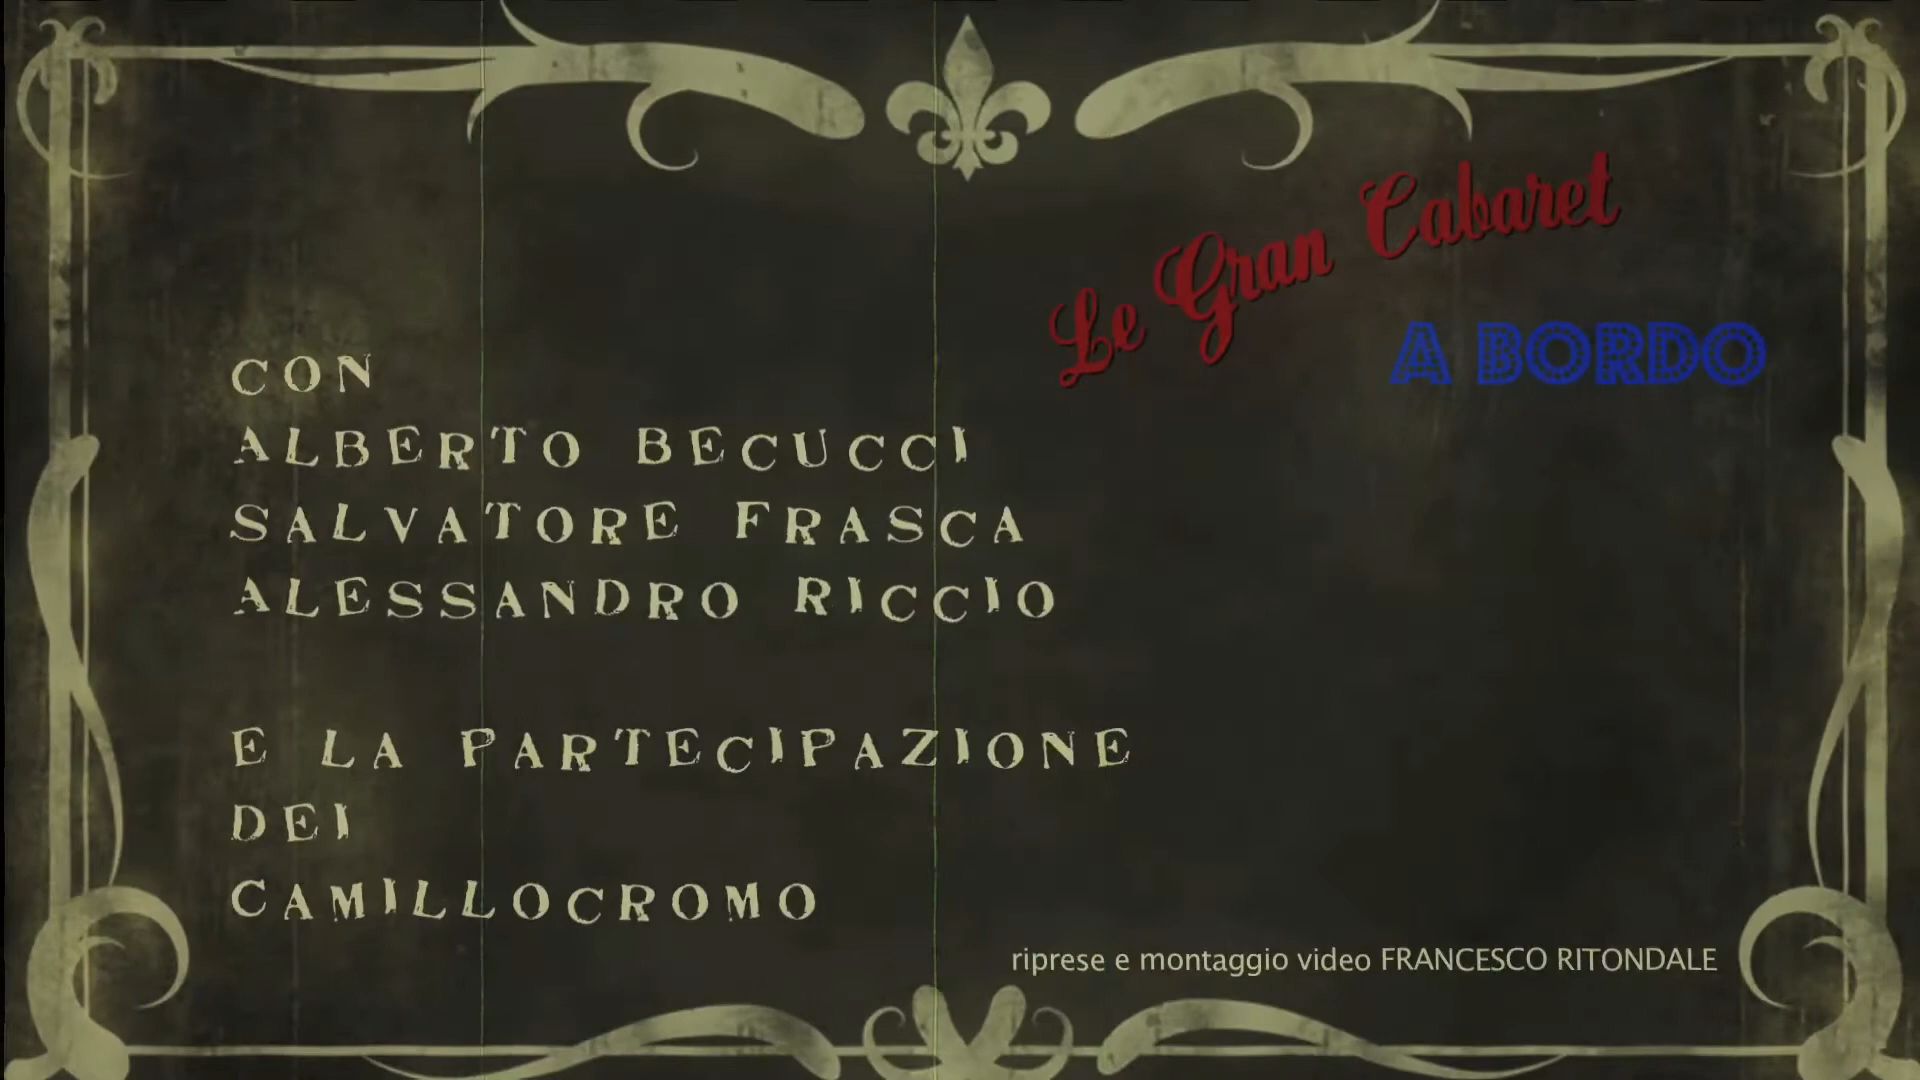 Le Gran Cabaret
A BORDO
CON
ALBERTO BECUCCI
SALVATORE FRASCA
ALESSANDRO RICCIO
E LA PARTECIPAZIONE
DEI
CAMILLOCROMO
riprese e montaggio video FRANCESCO RITONDALE